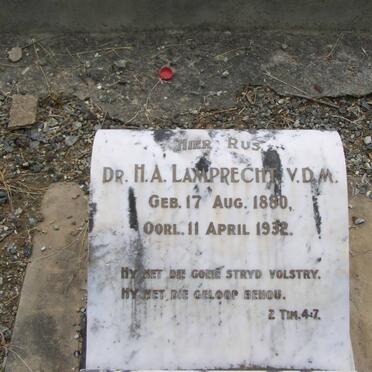 HIER RUS
DR. H. A. LAMPRECHT V.D.M.
GEB. 17 AUG. 1880,
OORL. 11 APRIL 1932.
HY HET DIE GOEIE STRYD VOLSTRY.
HY HET DIE GELOOF BEHOU.
2 TIM. 4:7.